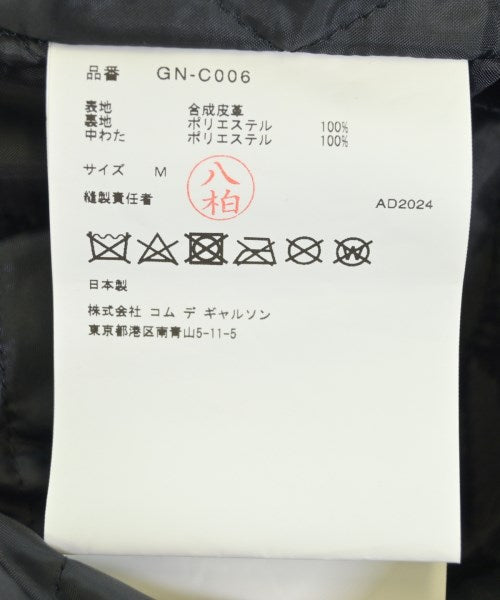 品番 GN-C006
表地 合成皮革
裏地 ポリエステル 100%
中わた ポリエステル 100%
サイズ M
八柏
縫製責任者 AD2024
W
日本製
株式会社 コム デ ギャルソン
東京都港区南青山5-11-5